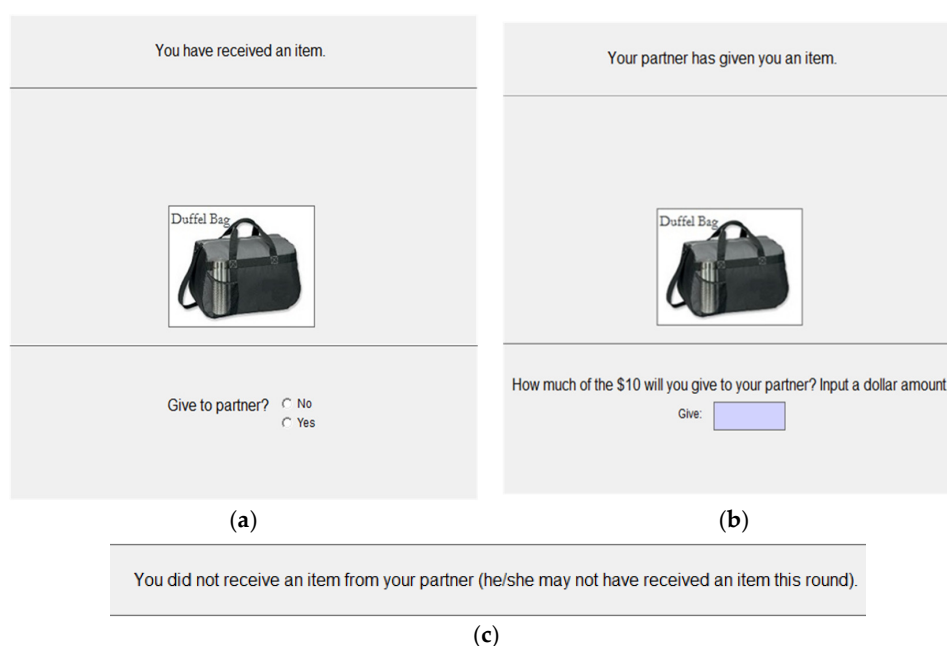 You have received an item.
Duffel Bag
Give to partner?
No
Yes
(a)
Your partner has given you an item.
Duffel Bag
How much of the $10 will you give to your partner? Input a dollar amount
Give:
(b)
You did not receive an item from your partner (he/she may not have received an item this round).
(c)